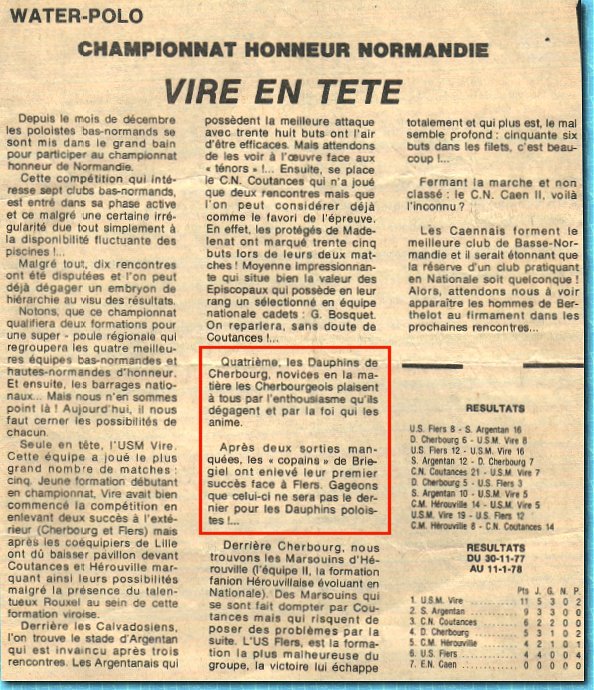 WATER-POLO
CHAMPIONNAT HONNEUR NORMANDIE
VIRE EN TETE
Depuis le mois de décembre
les poloistes bas-normands se
sont mis dans le grand bain
pour participer au championnat
honneur de Normandie.
Cette compétition qui inté-
resse sept clubs bas-normands,
est entré dans sa phase active
et ce malgré une certaine irré-
gularité due tout simplement à
la disponibilité fluctuante des
piscines !...
Malgré tout, dix rencontres
ont été disputées et l'on peut
déjà dégager un embryon de
hiérarchie au visu des résultats.
Notons, que ce championnat
qualifiera deux formations pour
une super - poule régionale qui
regroupera les quatre meilleu-
res équipes bas-normandes et
hautes-normandes d'honneur.
Et ensuite, les barrages natio-
naux... Mais nous n'en sommes
point là ! Aujourd'hui, il nous
faut cerner les possibilités de
chacun.
Seule en tête, l'USM Vire.
Cette équipe a joué le plus
grand nombre de matches :
cinq. Jeune formation débutant
en championnat, Vire avait bien
commencé la compétition en
enlevant deux succès à l'exté-
rieur (Cherbourg et Flers) mais
après les coéquipiers de Lille
ont dû baisser pavillon devant
Coutances et Hérouville mar-
quant ainsi leurs possibilités
malgré la présence du talen-
tueux Rouxel au sein de cette
formation viroise.
Derrière les Calvadosiens,
l'on trouve le stade d'Argentan
qui est invaincu après trois
rencontres. Les Argentanais qui
possèdent la meilleure attaque
avec trente huit buts ont l'air
d'être efficaces. Mais attendons
de les voir à l'œuvre face aux
« ténors » !... Ensuite, se place
le C.N. Coutances qui n'a joué
que deux rencontres mais que
l'on peut considérer déjà
comme le favori de l'épreuve.
En effet, les protégés de Made-
lenat ont marqué trente cinq
buts lors de leurs deux mat-
ches ! Moyenne impressionnan-
te qui situe bien la valeur des
Episcopaux qui possède en leur
rang un sélectionné en équipe
nationale cadets : G. Bosquet.
On reparlera, sans doute de
Coutances !...
Quatrième, les Dauphins de
Cherbourg, novices en la ma-
tière les Cherbourgeois plaisent
à tous par l'enthousiasme qu'ils
dégagent et par la foi qui les
anime.
Après deux sorties man-
quées, les « copains » de Brie-
giel ont enlevé leur premier
succès face à Flers. Gageons
que celui-ci ne sera pas le der-
nier pour les Dauphins polois-
tes !...
Derrière Cherbourg, nous
trouvons les Marsouins d'Hé-
rouville (l'équipe II, la formation
fanion Hérouvillaise évoluant en
Nationale). Des Marsouins qui
se sont fait dompter par Cou-
tances mais qui risquent de
poser des problèmes par la
suite. L'US Flers, est la forma-
tion la plus malheureuse du
groupe, la victoire lui échappe
totalement et qui plus est, le mal
semble profond : cinquante six
buts dans les filets, c'est beau-
coup !...
Fermant la marche et non
classé : le C.N. Caen II, voilà
l'inconnu ?
Les Caennais forment le
meilleure club de Basse-Nor-
mandie et il serait étonnant que
la réserve d'un club pratiquant
en Nationale soit quelconque !
Alors, attendons nous à voir
apparaître les hommes de Ber-
thelot au firmament dans les
prochaines rencontres...
RESULTATS
U.S. Flers 8 - S. Argentan 16
D. Cherbourg 6 - U.S.M. Vire 8
U.S. Flers 12 - U.S.M. Vire 16
S. Argentan 12 - D. Cherbourg 7
C.N. Coutances 21 - U.S.M. Vire 7
D. Cherbourg 5 - U.S. Flers 3
S. Argentan 10 - U.S.M. Vire 5
C.M. Hérouville 14 - U.S.M. Vire 5
U.S.M. Vire 19 - U.S. Flers 12
C.M. Hérouville 8 - C.N. Coutances 14
RESULTATS
DU 30-11-77
AU 11-1-78
Pts J. G. N. P.
1. U.S.M. Vire 11 5 3 0 2
2. S. Argentan 9 3 3 0 0
3. C.N. Coutances 6 2 2 0 0
4. D. Cherbourg 5 3 1 0 2
5. C.M. Hérouville 4 2 1 0 1
6. U.S. Flers 4 4 0 0 4
7. E.N. Caen 0 0 0 0